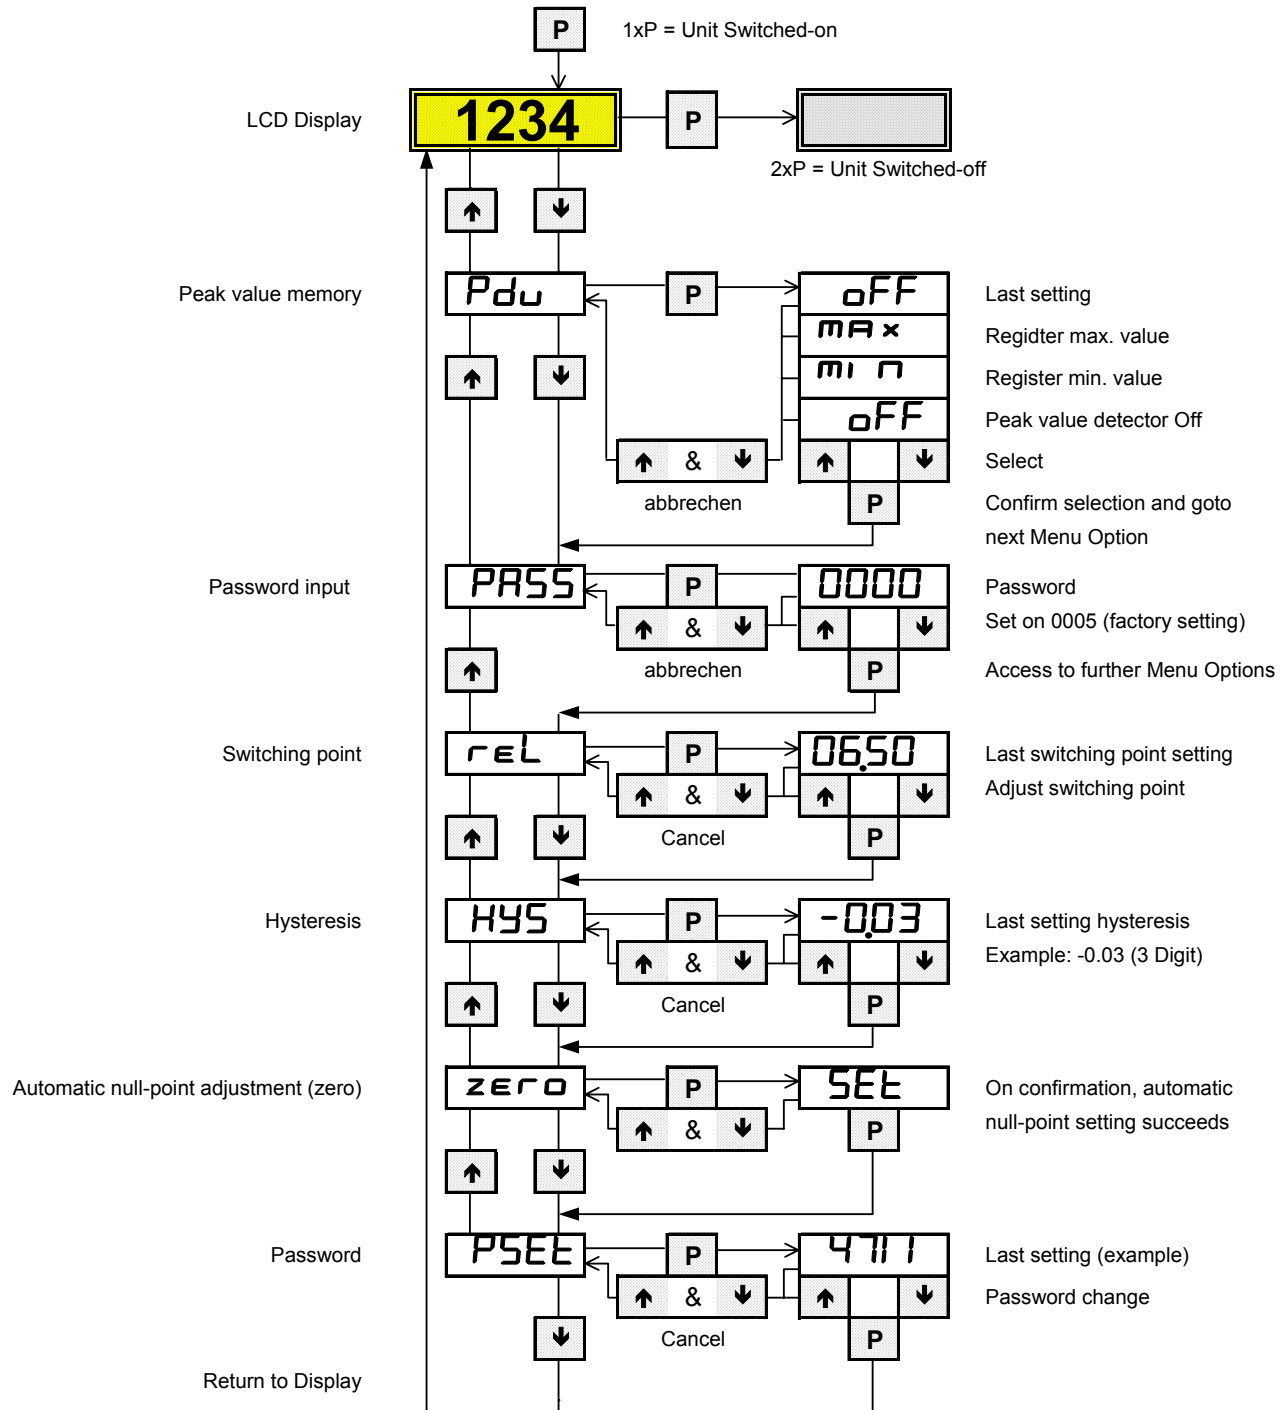 P 1xP = Unit Switched-on
LCD Display 1234 P
2xP = Unit Switched-off
↑ ↓
Peak value memory Pdu P oFF Last setting
mAx Regidter max. value
min Register min. value
↑ ↓
oFF Peak value detector Off
↑ & ↓ ↑ ↓ Select
abbrechen P Confirm selection and goto
next Menu Option
Password input PASS P 0000 Password
↑ & ↓ ↑ ↓ Set on 0005 (factory setting)
↑ abbrechen P Access to further Menu Options
Switching point reL P 06.50 Last switching point setting
↑ & ↓ ↑ ↓ Adjust switching point
↑ ↓ Cancel P
Hysteresis HYS P -0.03 Last setting hysteresis
↑ & ↓ ↑ ↓ Example: -0.03 (3 Digit)
↑ ↓ Cancel P
Automatic null-point adjustment (zero) zero P SEt On confirmation, automatic
↑ & ↓ P null-point setting succeeds
↑ ↓
Password PSEt P 4711 Last setting (example)
↑ & ↓ ↑ ↓ Password change
↓ Cancel P
Return to Display